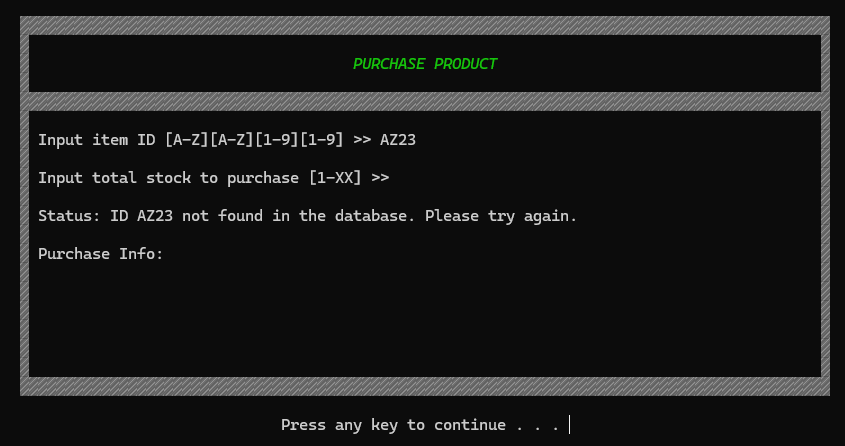 PURCHASE PRODUCT
Input item ID [A-Z][A-Z][1-9][1-9] >> AZ23
Input total stock to purchase [1-XX] >>
Status: ID AZ23 not found in the database. Please try again.
Purchase Info:
Press any key to continue . . .